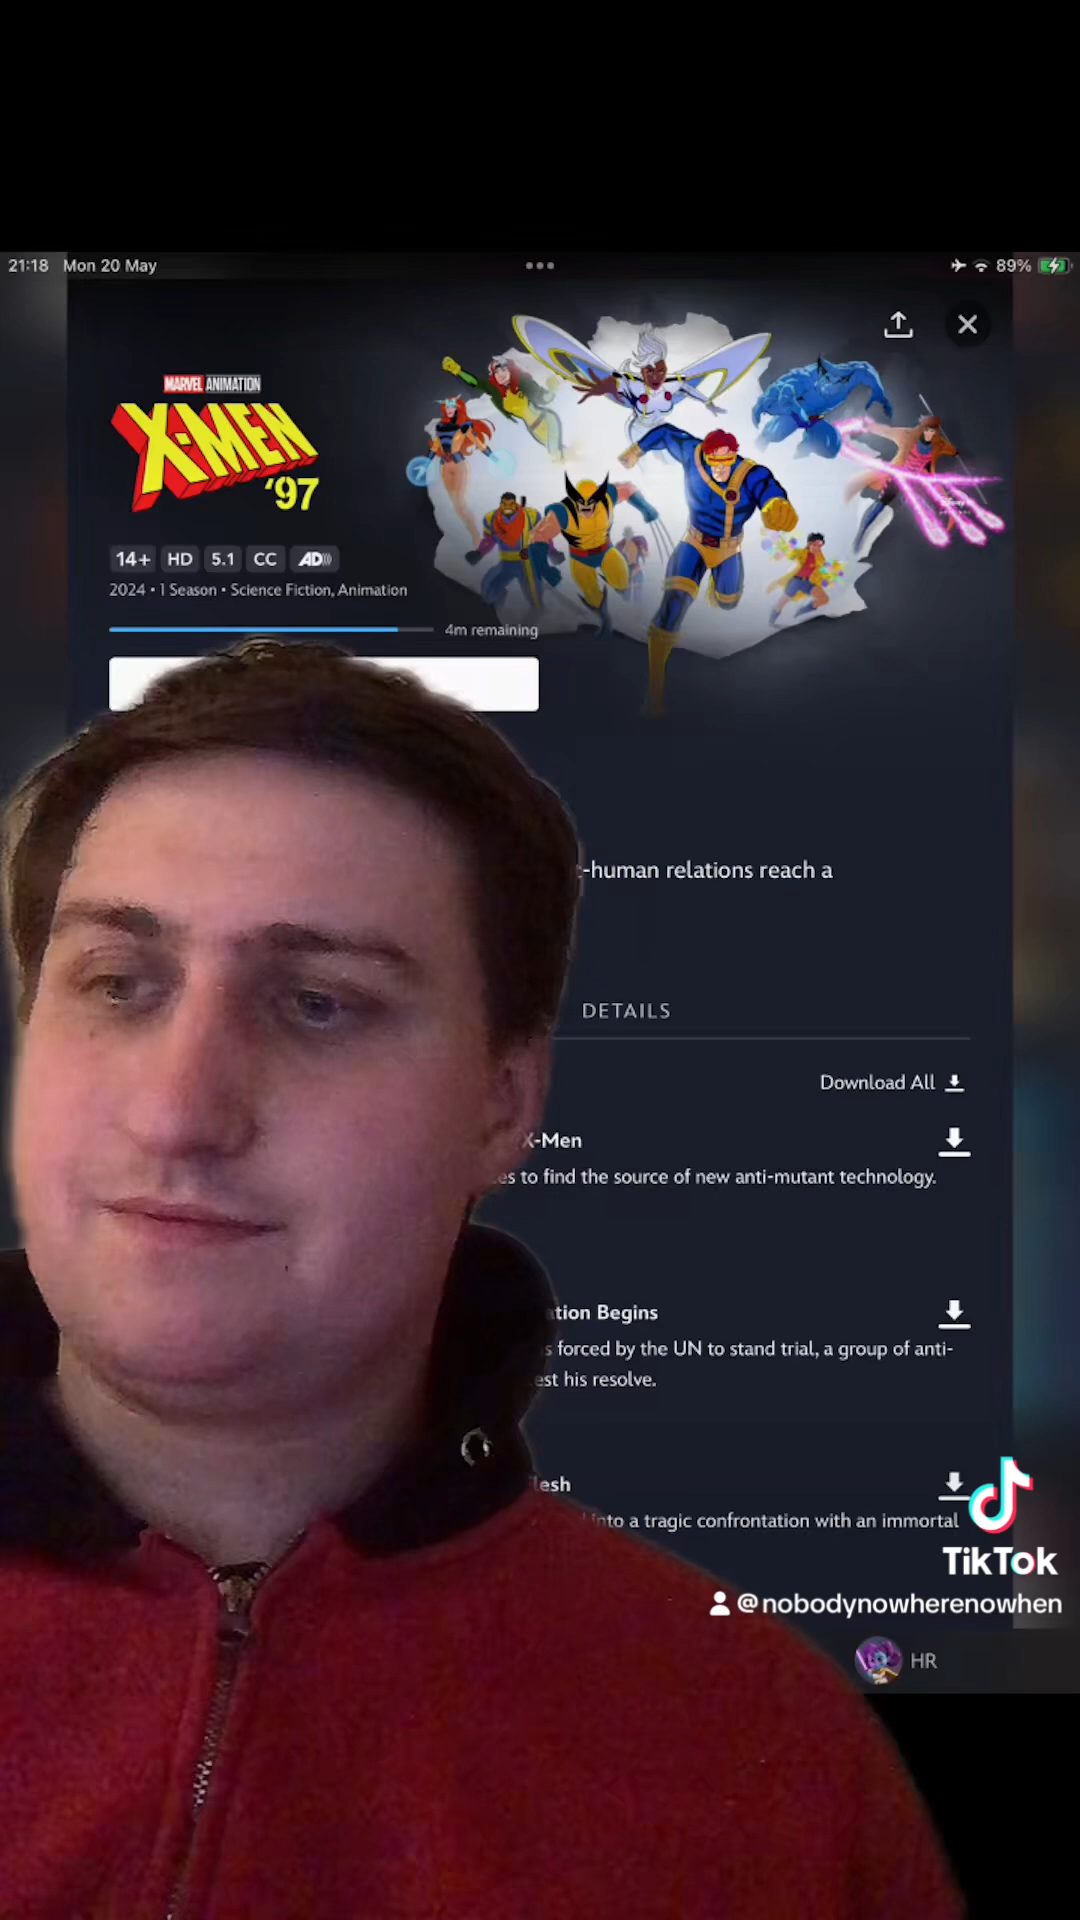 21:18 Mon 20 May
89%
MARVEL ANIMATION
X-MEN
'97
14+ HD 5.1 CC AD
2024 • 1 Season • Science Fiction, Animation
4m remaining
-human relations reach a
DETAILS
Download All
X-Men
es to find the source of new anti-mutant technology.
ation Begins
s forced by the UN to stand trial, a group of anti-
est his resolve.
lesh
into a tragic confrontation with an immortal
TikTok
@nobodynowherenowhen
HR